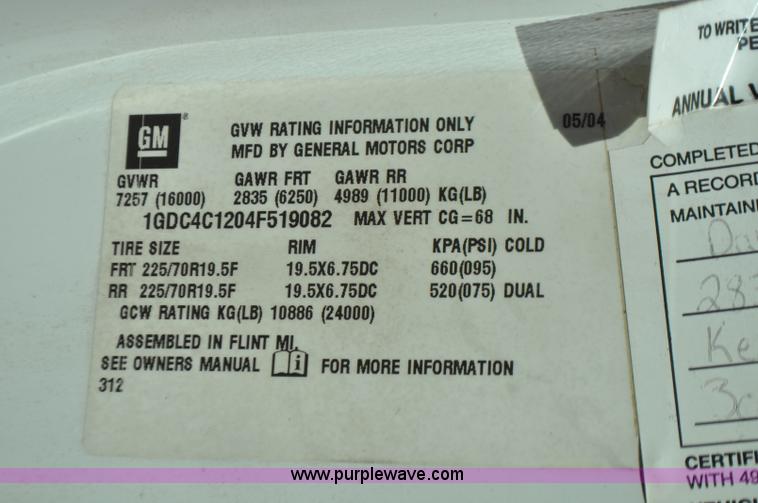 GM
GVW RATING INFORMATION ONLY
MFD BY GENERAL MOTORS CORP
05/04
GVWR GAWR FRT GAWR RR
7257 (16000) 2835 (6250) 4989 (11000) KG(LB)
1GDC4C1204F519082 MAX VERT CG=68 IN.
TIRE SIZE RIM KPA(PSI) COLD
FRT 225/70R19.5F 19.5X6.75DC 660(095)
RR 225/70R19.5F 19.5X6.75DC 520(075) DUAL
GCW RATING KG(LB) 10886 (24000)
ASSEMBLED IN FLINT MI.
SEE OWNERS MANUAL i FOR MORE INFORMATION
312
TO WRITE
PE
ANNUAL V
COMPLETED
A RECORD
MAINTAIN
283
Ke
CERTIFI
WITH 49
www.purplewave.com